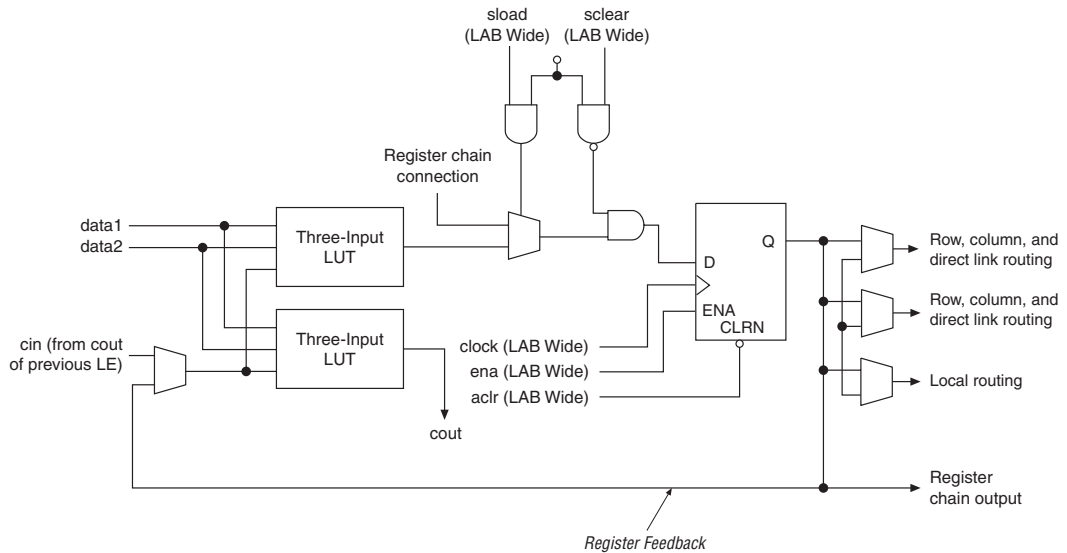 sload
(LAB Wide)
sclear
(LAB Wide)
Register chain
connection
data1
data2
Three-Input
LUT
Three-Input
LUT
cin (from cout
of previous LE)
cout
clock (LAB Wide)
ena (LAB Wide)
aclr (LAB Wide)
D
Q
ENA
CLRN
Row, column, and
direct link routing
Row, column, and
direct link routing
Local routing
Register
chain output
Register Feedback